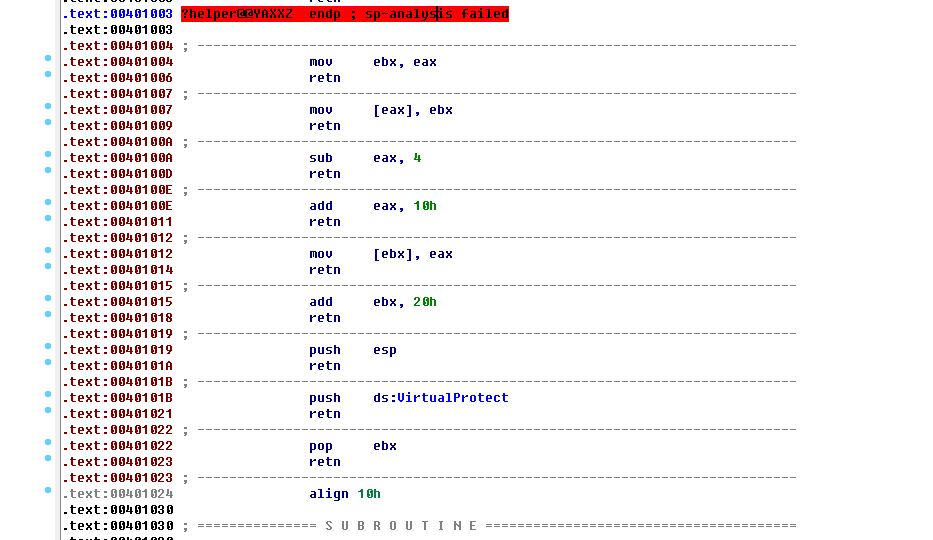 retn
.text:00401003 ?helper@@YAXXZ endp ; sp-analysis failed
.text:00401003
.text:00401004 ; ---------------------------------------------------------------------------
.text:00401004 mov ebx, eax
.text:00401006 retn
.text:00401007 ; ---------------------------------------------------------------------------
.text:00401007 mov [eax], ebx
.text:00401009 retn
.text:0040100A ; ---------------------------------------------------------------------------
.text:0040100A sub eax, 4
.text:0040100D retn
.text:0040100E ; ---------------------------------------------------------------------------
.text:0040100E add eax, 10h
.text:00401011 retn
.text:00401012 ; ---------------------------------------------------------------------------
.text:00401012 mov [ebx], eax
.text:00401014 retn
.text:00401015 ; ---------------------------------------------------------------------------
.text:00401015 add ebx, 20h
.text:00401018 retn
.text:00401019 ; ---------------------------------------------------------------------------
.text:00401019 push esp
.text:0040101A retn
.text:0040101B ; ---------------------------------------------------------------------------
.text:0040101B push ds:VirtualProtect
.text:00401021 retn
.text:00401022 ; ---------------------------------------------------------------------------
.text:00401022 pop ebx
.text:00401023 retn
.text:00401023 ; ---------------------------------------------------------------------------
.text:00401024 align 10h
.text:00401030
.text:00401030 ; =============== S U B R O U T I N E =======================================